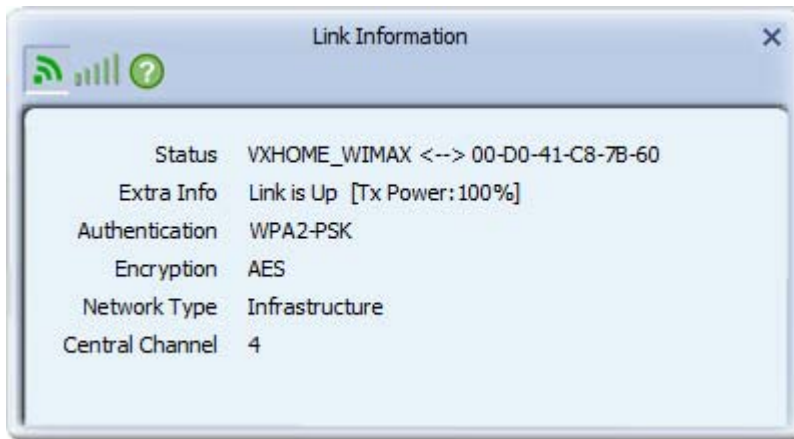 Link Information
Status VXHOME_WIMAX <--> 00-D0-41-C8-7B-60
Extra Info Link is Up [Tx Power:100%]
Authentication WPA2-PSK
Encryption AES
Network Type Infrastructure
Central Channel 4